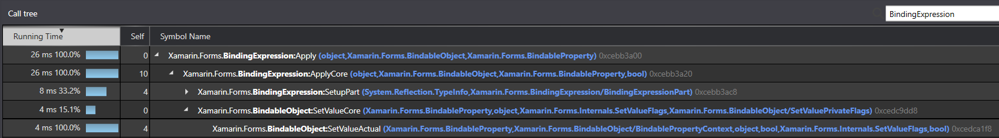 Call tree BindingExpression
Running Time Self Symbol Name
26 ms 100.0% 0 Xamarin.Forms.BindingExpression:Apply (object,Xamarin.Forms.BindableObject,Xamarin.Forms.BindableProperty) 0xcebb3a00
26 ms 100.0% 10 Xamarin.Forms.BindingExpression:ApplyCore (object,Xamarin.Forms.BindableObject,Xamarin.Forms.BindableProperty,bool) 0xcebb3a20
8 ms 33.2% 4 Xamarin.Forms.BindingExpression:SetupPart (System.Reflection.TypeInfo,Xamarin.Forms.BindingExpression/BindingExpressionPart) 0xcebb3ac8
4 ms 15.1% 0 Xamarin.Forms.BindableObject:SetValueCore (Xamarin.Forms.BindableProperty,object,Xamarin.Forms.Internals.SetValueFlags,Xamarin.Forms.BindableObject/SetValuePrivateFlags) 0xcedc9dd8
4 ms 100.0% 4 Xamarin.Forms.BindableObject:SetValueActual (Xamarin.Forms.BindableProperty,Xamarin.Forms.BindableObject/BindablePropertyContext,object,bool,Xamarin.Forms.Internals.SetValueFlags,bool) 0xcedca1f8